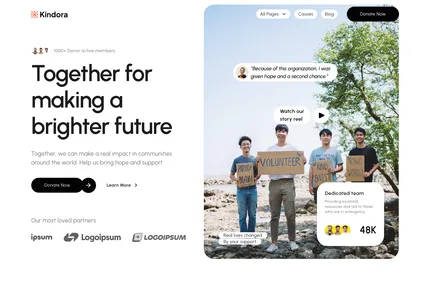 Kindora
All Pages
Causes
Blog
Donate Now
1000+ Donor active members
Together for
making a
brighter future
Together, we can make a real impact in communities
around the world. Help us bring hope and support
Donate Now
Learn More
Our most loved partners
ipsum
Logoipsum
LOGOIPSUM
"Because of this organization, I was
given hope and a second chance."
Watch our
story reel
VOLUNTEER
Dedicated team
Providing essential
resources and aid to those
who are in emergency.
48K
Real lives changed
By your support